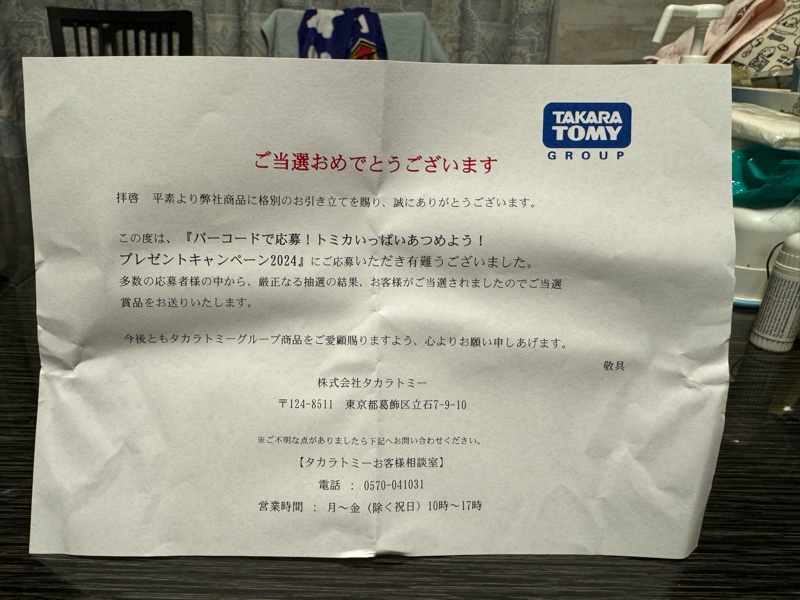 TAKARA
TOMY
GROUP
ご当選おめでとうございます
拝啓　平素より弊社商品に格別のお引き立てを賜り、誠にありがとうございます。
この度は、『バーコードで応募！トミカいっぱいあつめよう！
プレゼントキャンペーン2024』にご応募いただき有難うございました。
多数の応募者様の中から、厳正なる抽選の結果、お客様がご当選されましたのでご当選
賞品をお送りいたします。
今後ともタカラトミーグループ商品をご愛顧賜りますよう、心よりお願い申しあげます。
敬具
株式会社タカラトミー
〒124-8511　東京都葛飾区立石7-9-10
※ご不明な点がありましたら下記へお問い合わせください。
【タカラトミーお客様相談室】
電話　：　0570-041031
営業時間　：　月～金（除く祝日）10時～17時